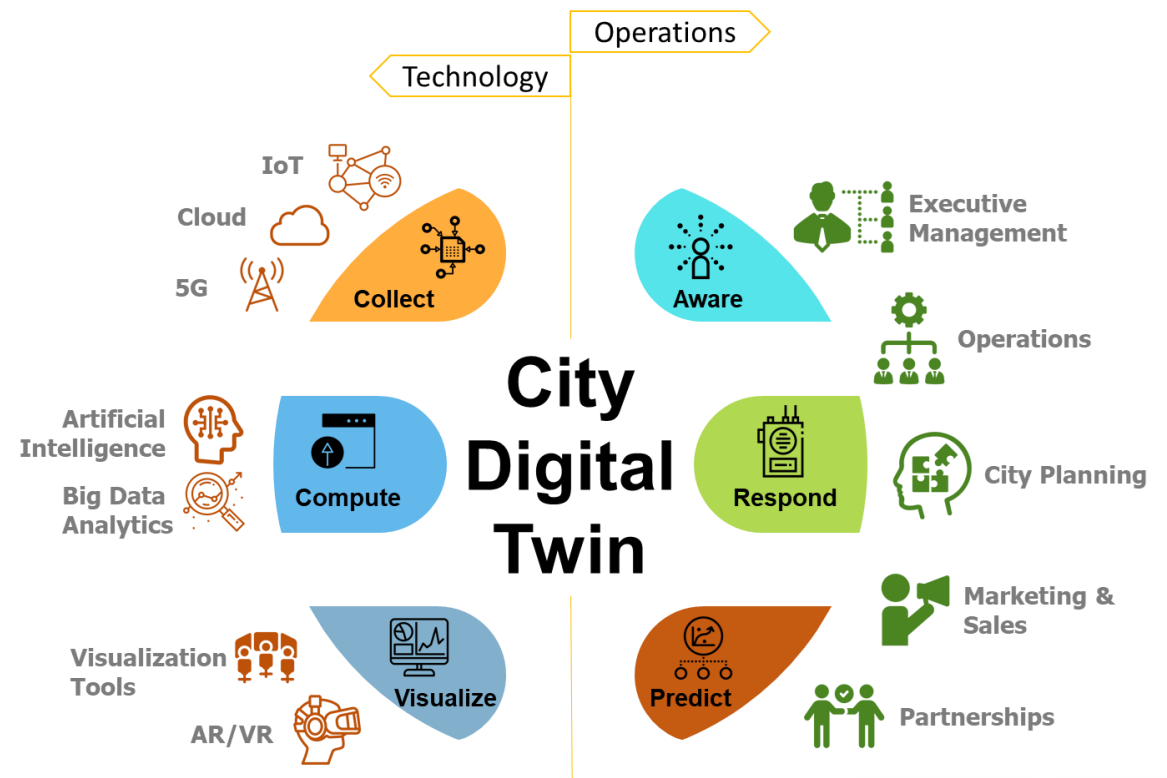 Operations
Technology
IoT
Cloud
5G
Collect
Artificial
Intelligence
Big Data
Analytics
Compute
Visualization
Tools
AR/VR
Visualize
City
Digital
Twin
Aware
Executive
Management
Operations
Respond
City Planning
Marketing &
Sales
Predict
Partnerships